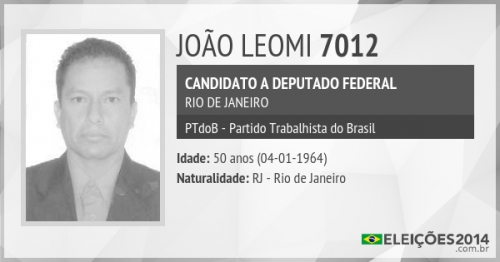 JOÃO LEOMI 7012
CANDIDATO A DEPUTADO FEDERAL
RIO DE JANEIRO
PTdoB - Partido Trabalhista do Brasil
Idade: 50 anos (04-01-1964)
Naturalidade: RJ - Rio de Janeiro
ELEIÇÕES2014
.com.br